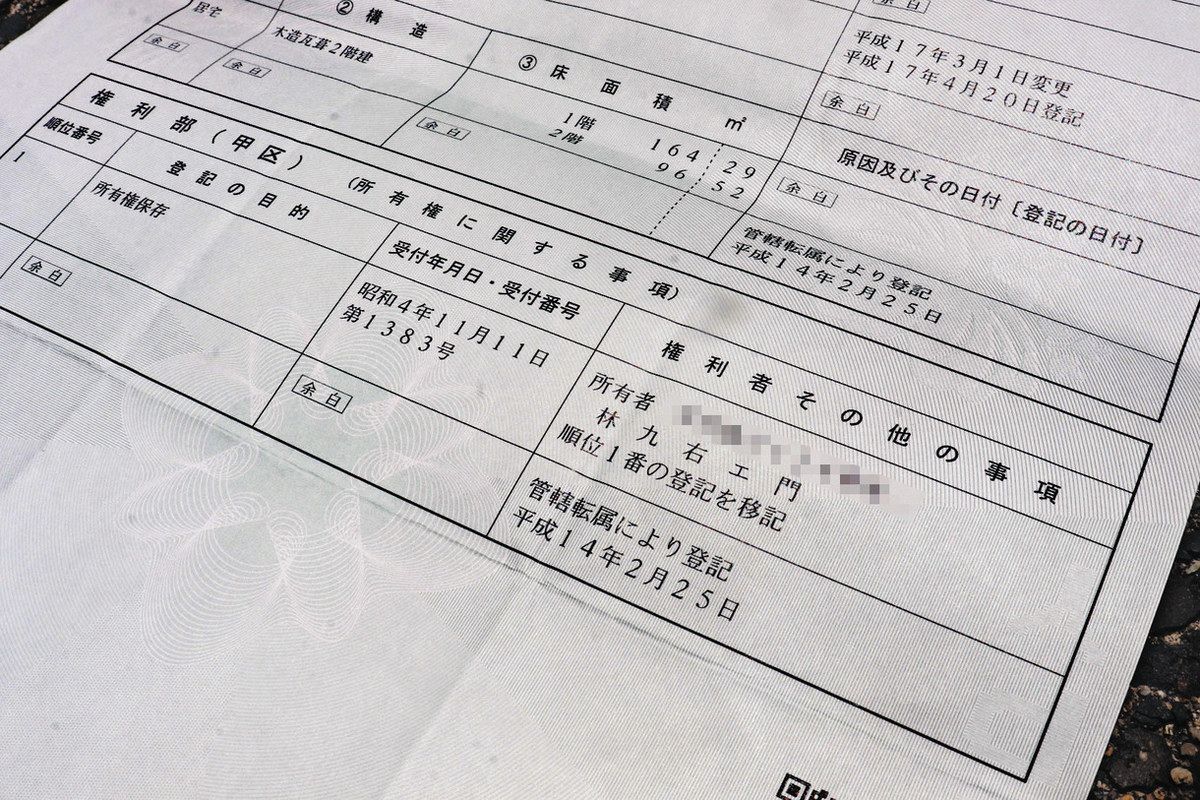 居宅
② 構造
木造瓦葺２階建
余白
余白
③ 床面積 ㎡
１階 １６４ ２９
２階 ９６ ５２
余白
余白
平成１７年３月１日変更
平成１７年４月２０日登記
余白
原因及びその日付〔登記の日付〕
余白
管轄転属により登記
平成１４年２月２５日
権利部（甲区） （所有権に関する事項）
順位番号
登記の目的
受付年月日・受付番号
権利者その他の事項
１
所有権保存
昭和４年１１月１１日
第１３８３号
所有者
林九右エ門
順位１番の登記を移記
余白
余白
管轄転属により登記
平成１４年２月２５日